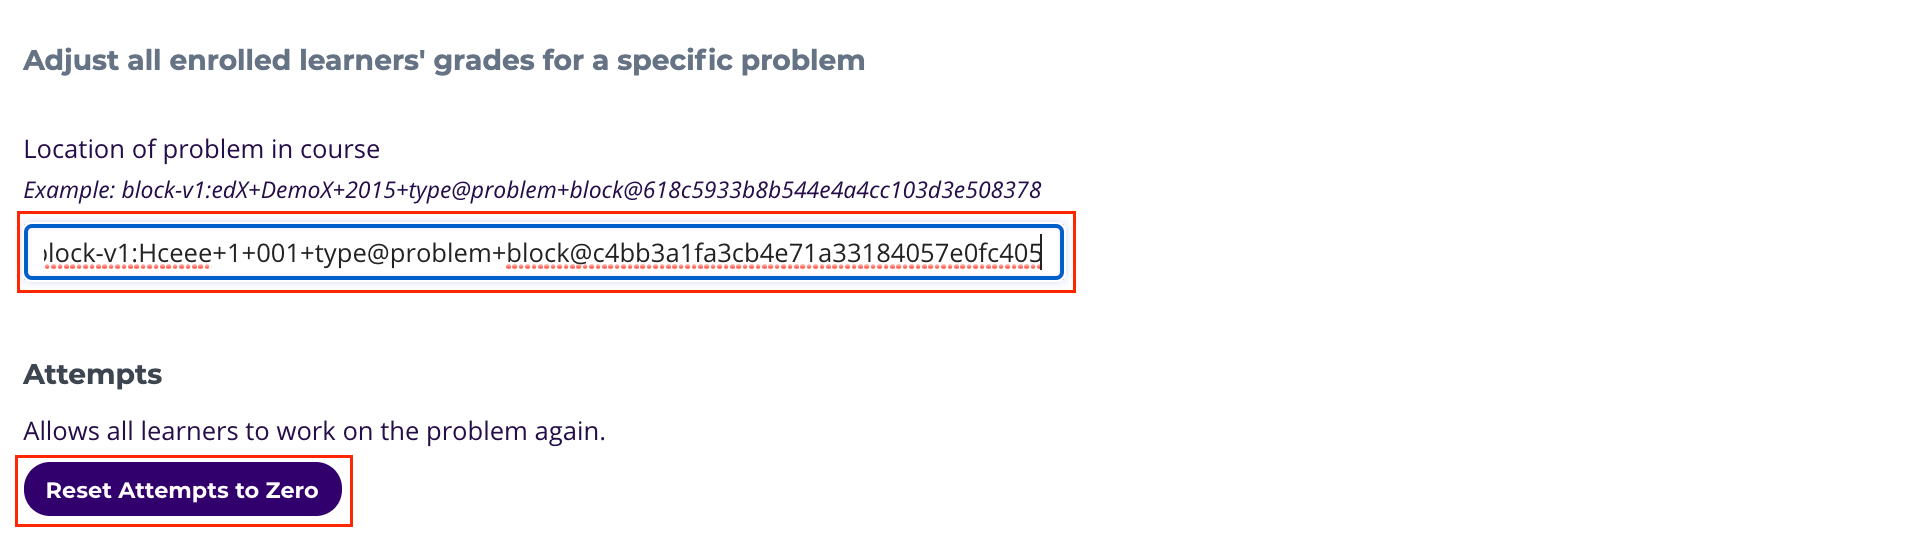 Adjust all enrolled learners' grades for a specific problem
Location of problem in course
Example: block-v1:edX+DemoX+2015+type@problem+block@618c5933b8b544e4a4cc103d3e508378
block-v1:Hceee+1+001+type@problem+block@c4bb3a1fa3cb4e71a33184057e0fc405
Attempts
Allows all learners to work on the problem again.
Reset Attempts to Zero